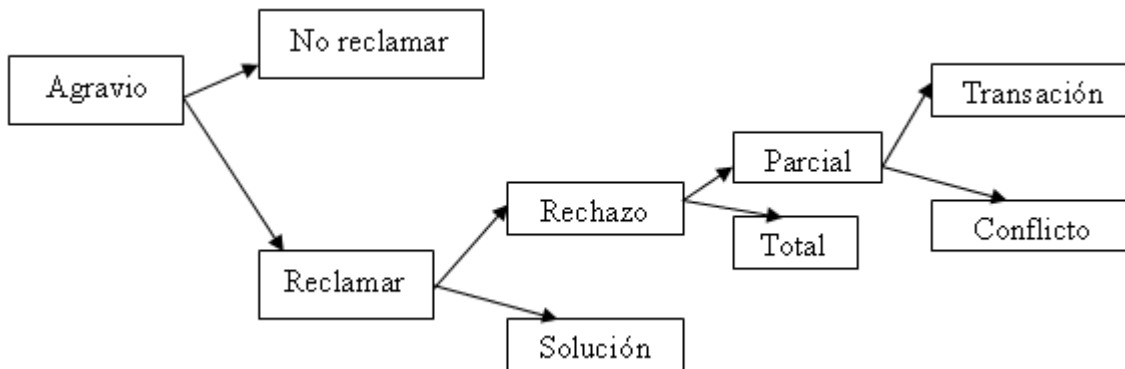 No reclamar
Agravio
Transación
Parcial
Rechazo
Conflicto
Total
Reclamar
Solución